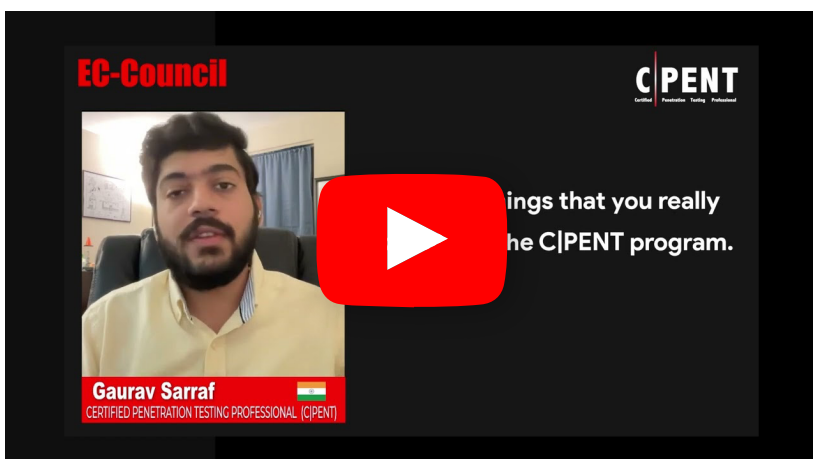 EC-Council
C|PENT
Certified Penetration Testing Professional
ings that you really
he C|PENT program.
Gaurav Sarraf
CERTIFIED PENETRATION TESTING PROFESSIONAL (C|PENT)